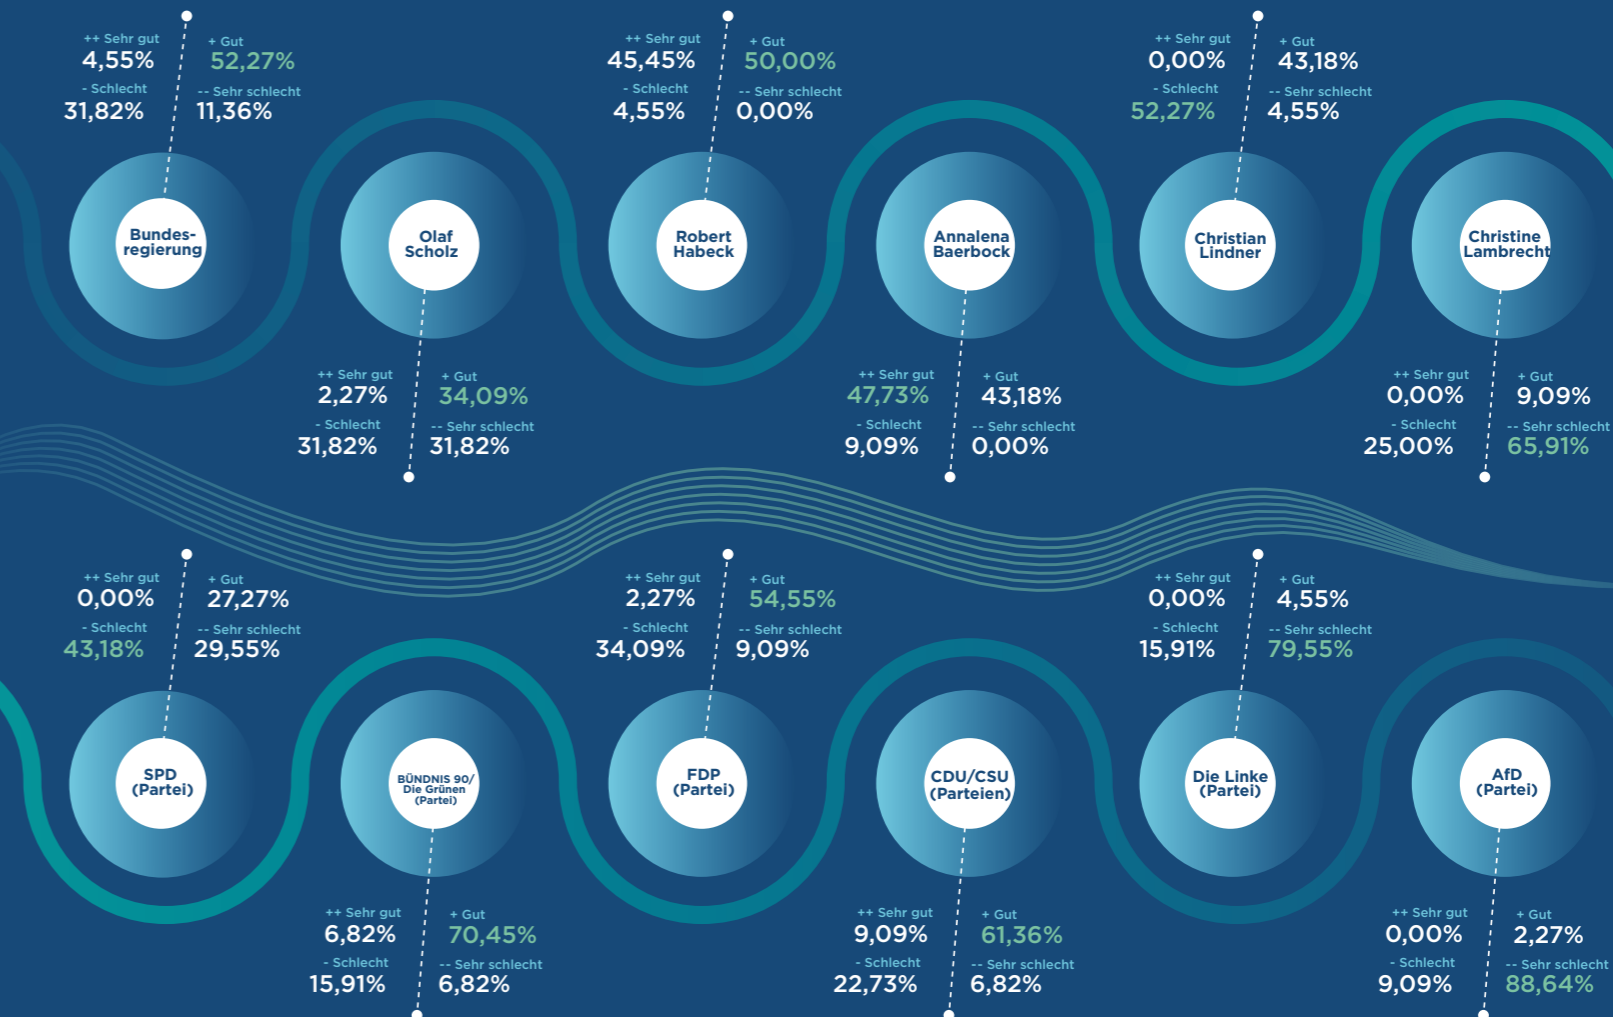 ++ Sehr gut
+ Gut
4,55%
52,27%
- Schlecht
-- Sehr schlecht
31,82%
11,36%
Bundes-
regierung
++ Sehr gut
+ Gut
2,27%
34,09%
- Schlecht
-- Sehr schlecht
31,82%
31,82%
Olaf
Scholz
++ Sehr gut
+ Gut
45,45%
50,00%
- Schlecht
-- Sehr schlecht
4,55%
0,00%
Robert
Habeck
++ Sehr gut
+ Gut
47,73%
43,18%
- Schlecht
-- Sehr schlecht
9,09%
0,00%
Annalena
Baerbock
++ Sehr gut
+ Gut
0,00%
43,18%
- Schlecht
-- Sehr schlecht
52,27%
4,55%
Christian
Lindner
++ Sehr gut
+ Gut
0,00%
9,09%
- Schlecht
-- Sehr schlecht
25,00%
65,91%
Christine
Lambrecht
++ Sehr gut
+ Gut
0,00%
27,27%
- Schlecht
-- Sehr schlecht
43,18%
29,55%
SPD
(Partei)
++ Sehr gut
+ Gut
6,82%
70,45%
- Schlecht
-- Sehr schlecht
15,91%
6,82%
BÜNDNIS 90/
Die Grünen
(Partei)
++ Sehr gut
+ Gut
2,27%
54,55%
- Schlecht
-- Sehr schlecht
34,09%
9,09%
FDP
(Partei)
++ Sehr gut
+ Gut
9,09%
61,36%
- Schlecht
-- Sehr schlecht
22,73%
6,82%
CDU/CSU
(Parteien)
++ Sehr gut
+ Gut
0,00%
4,55%
- Schlecht
-- Sehr schlecht
15,91%
79,55%
Die Linke
(Partei)
++ Sehr gut
+ Gut
0,00%
2,27%
- Schlecht
-- Sehr schlecht
9,09%
88,64%
AfD
(Partei)